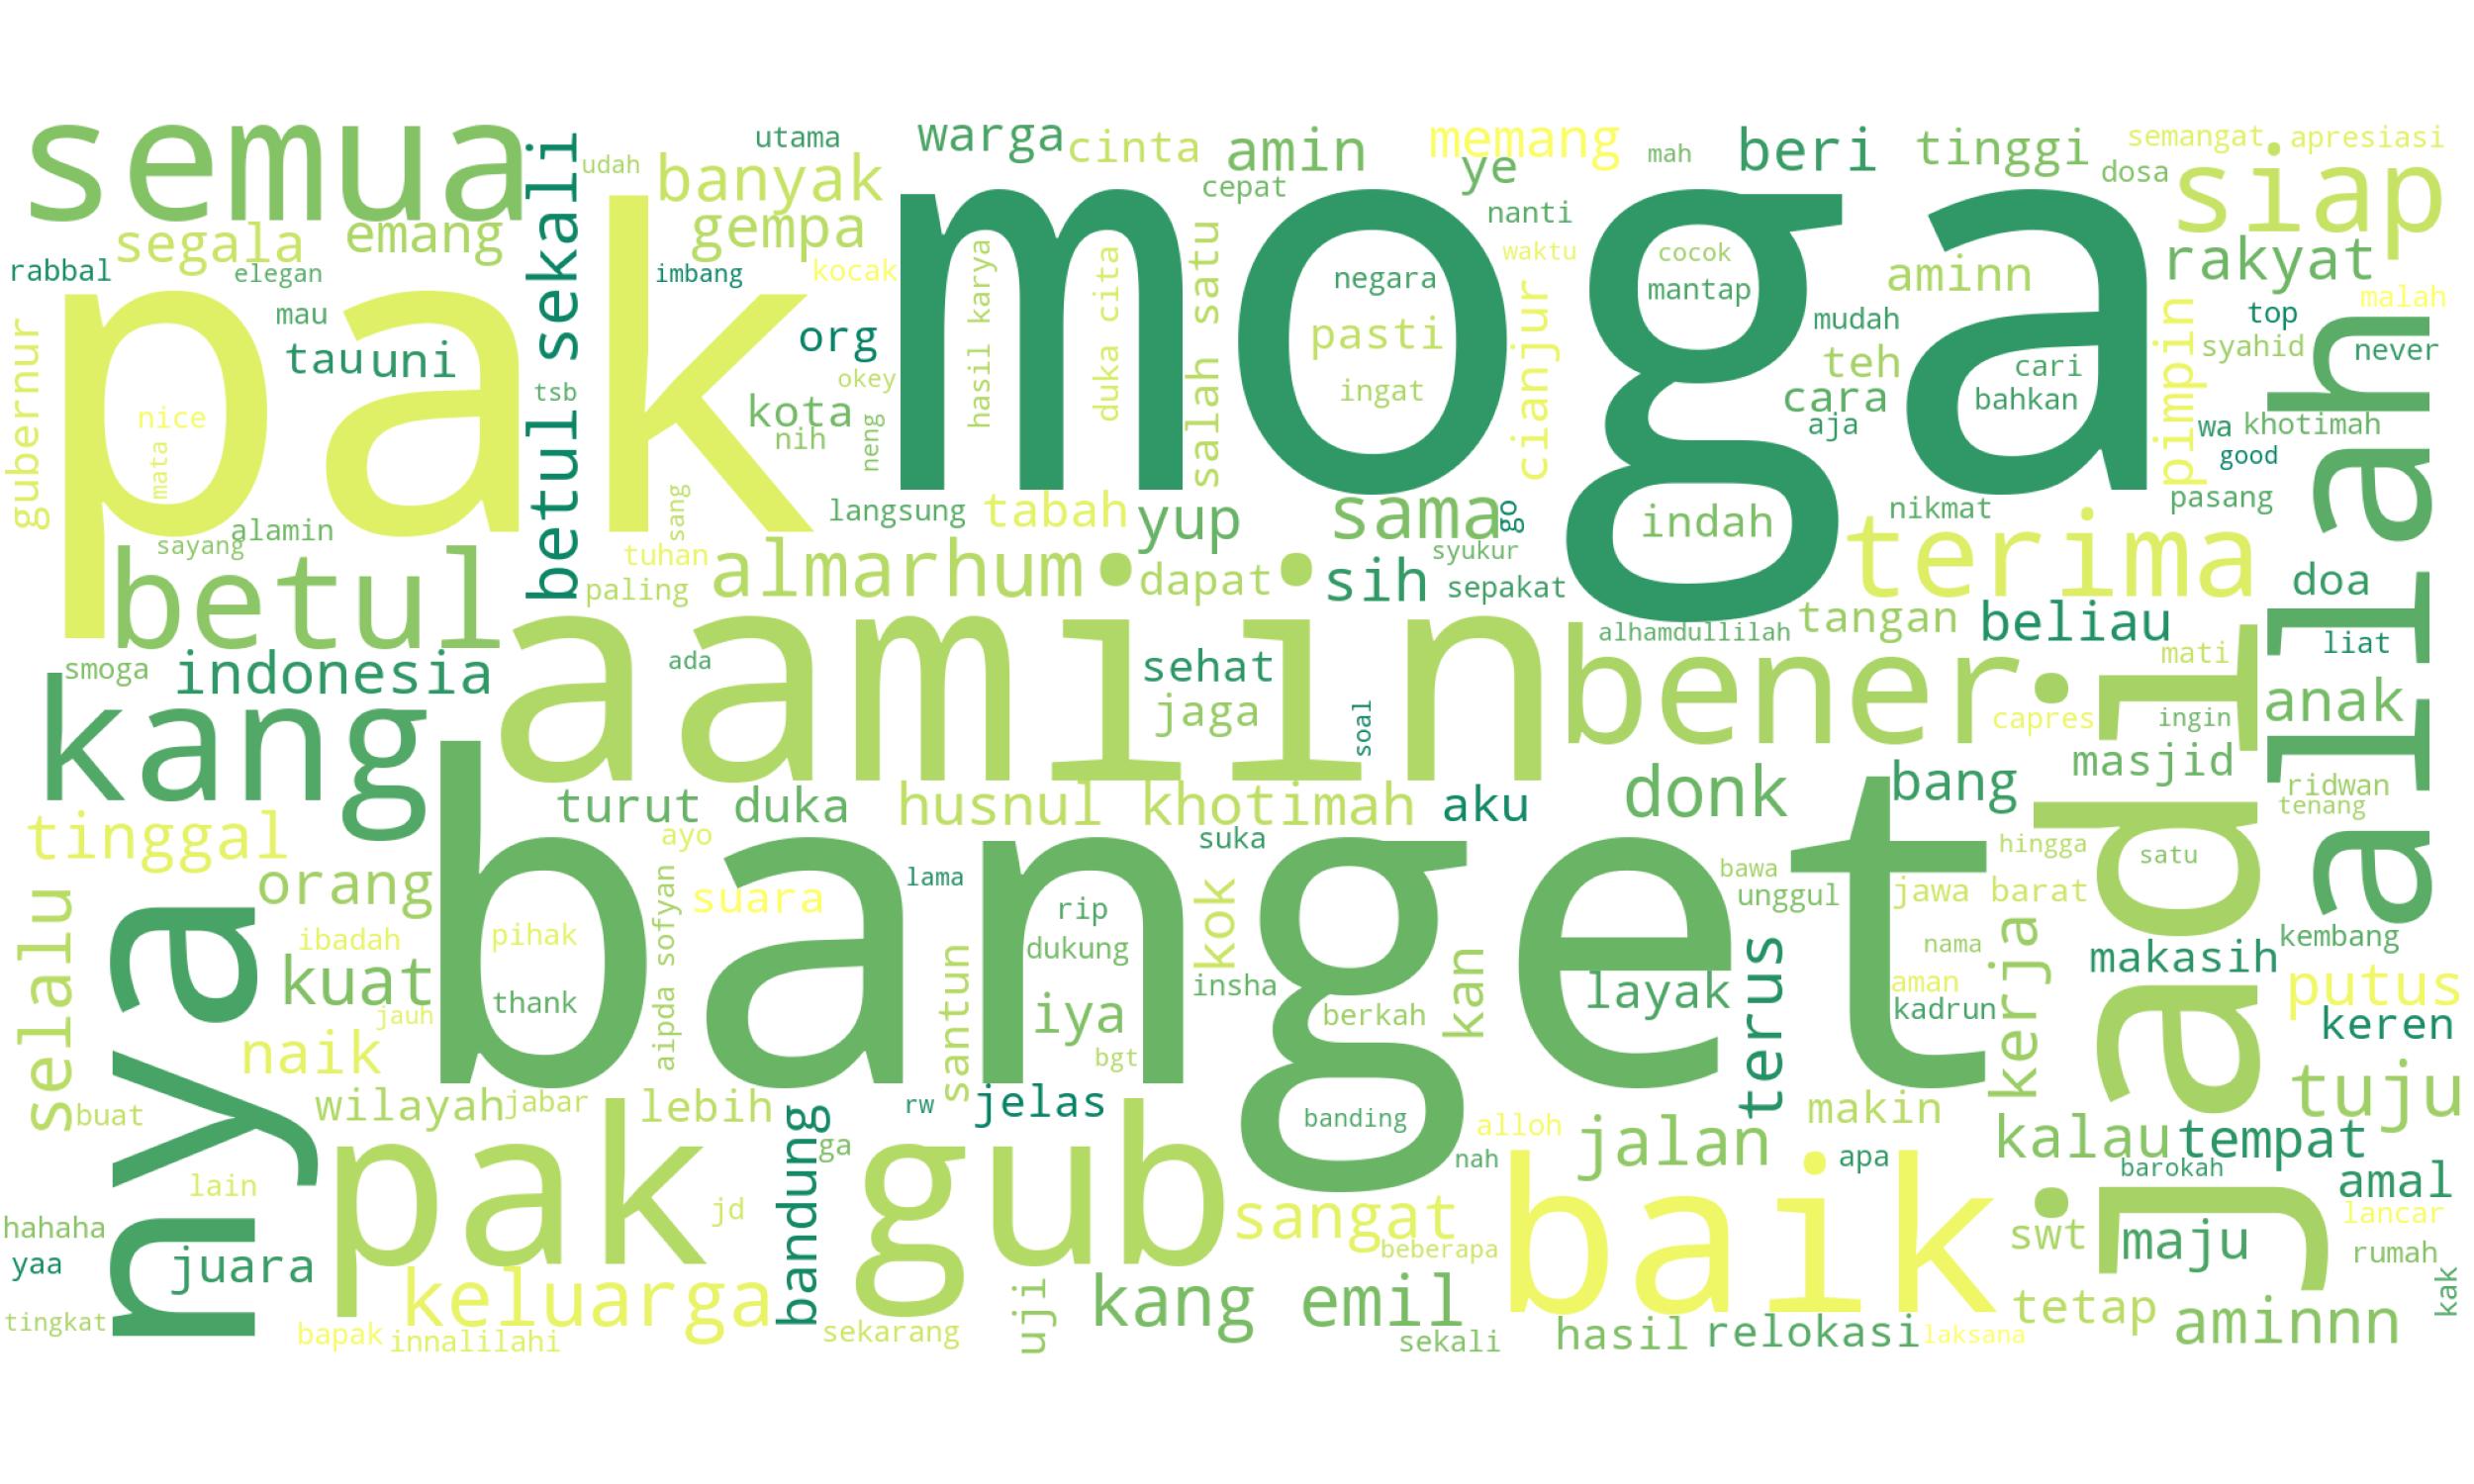 semua
betul sekali
udah
utama
banyak
warga
cinta
amin
memang
ye
mah
beri
tinggi
semangat
apresiasi
dosa
siap
segala
emang
gempa
cepat
nanti
rakyat
rabbal
elegan
imbang
kocak
pak
moga
hasil karya
duka cita
salah satu
negara
waktu
cocok
mantap
aminn
malah
gubernur
mau
tau
uni
org
pasti
cianjur
mudah
pimpin
top
syahid
never
tsb
okey
ingat
teh
cari
nice
mata
kota
nih
neng
cara
bahkan
aja
wa
khotimah
good
allah
sang
langsung
tabah
yup
sama
go
indah
nikmat
pasang
alamin
sayang
tuhan
syukur
betul
paling
almarhum
dapat
sih
sepakat
terima
doa
smoga
indonesia
ada
aamiin
sehat
alhamdullilah
tangan
beliau
liat
mati
kang
jaga
soal
bener
capres
jadi
ingin
anak
masjid
turut duka
husnul khotimah
aku
donk
bang
ridwan
tenang
tinggal
ayo
suka
hingga
satu
orang
banget
lama
bawa
selalu
nya
aipda sofyan
suara
rip
kok
unggul
jawa barat
kembang
ibadah
pihak
dukung
kan
nama
kerja
makasih
kuat
thank
santun
iya
insha
layak
terus
aman
putus
jauh
berkah
kadrun
keren
naik
bgt
buat
wilayah
jabar
lebih
rw
jelas
banding
makin
tuju
pak gub
bandung
ga
alloh
jalan
kalau
tempat
nah
apa
barokah
lain
jd
sangat
baik
amal
hahaha
yaa
juara
beberapa
swt
maju
lancar
rumah
tingkat
keluarga
uji
kang emil
tetap
aminnn
kak
bapak
innalilahi
sekarang
sekali
hasil
relokasi
laksana